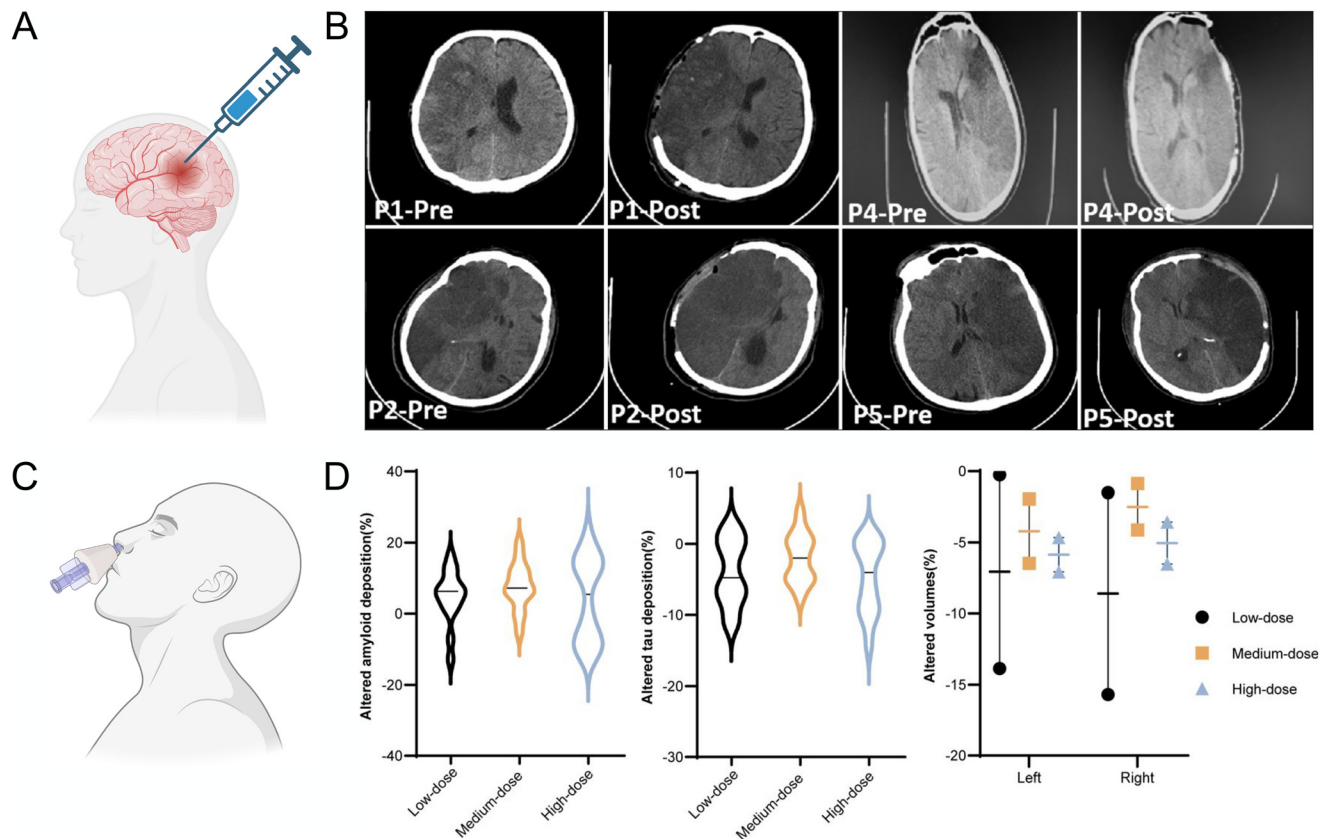 A
B
P1-Pre
P1-Post
P4-Pre
P4-Post
P2-Pre
P2-Post
P5-Pre
P5-Post
C
D
Altered amyloid deposition(%)
40
20
0
-20
-40
Low-dose
Medium-dose
High-dose
Altered tau deposition(%)
10
0
-10
-20
-30
Low-dose
Medium-dose
High-dose
Altered volumes(%)
0
-5
-10
-15
-20
Left
Right
Low-dose
Medium-dose
High-dose